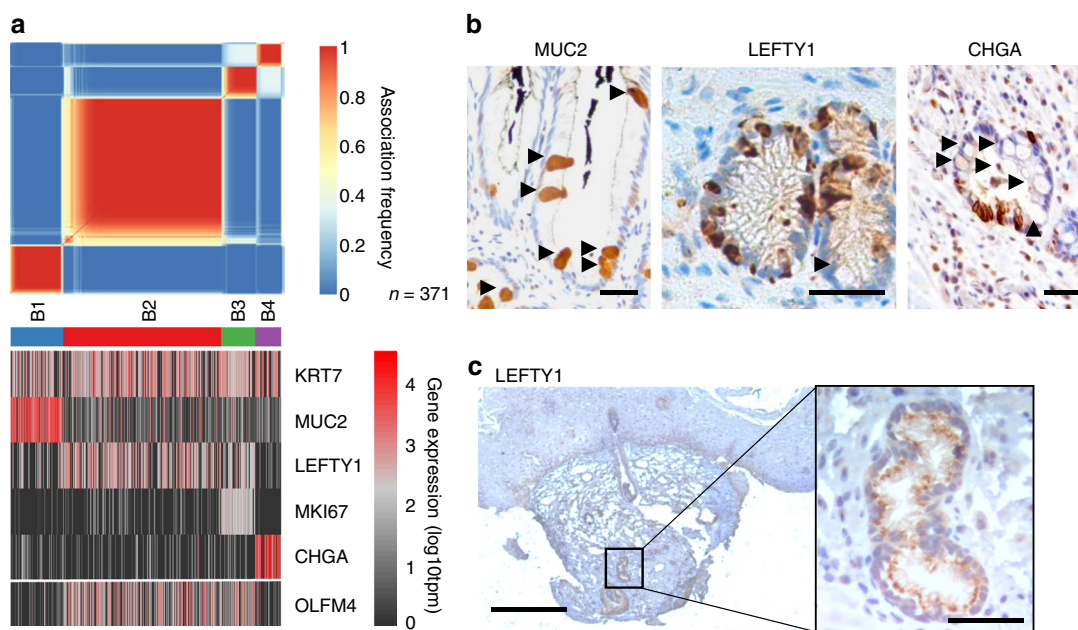 a
1
0.8
0.6
0.4
0.2
0
Association frequency
n = 371
B1
B2
B3
B4
KRT7
MUC2
LEFTY1
MKI67
CHGA
OLFM4
4
3
2
1
0
Gene expression (log10tpm)
b
MUC2
LEFTY1
CHGA
c
LEFTY1